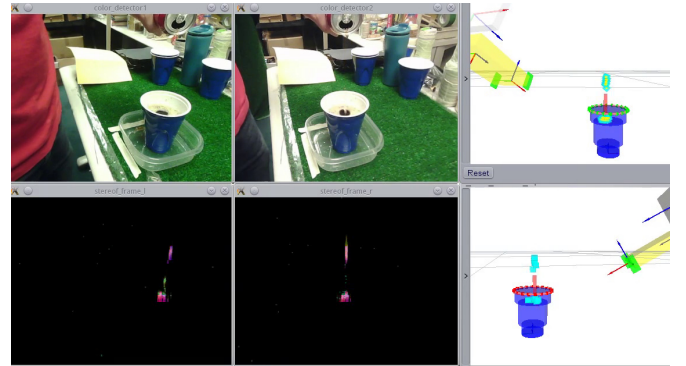 color_detector1
color_detector2
Reset
stereof_frame_l
stereof_frame_r